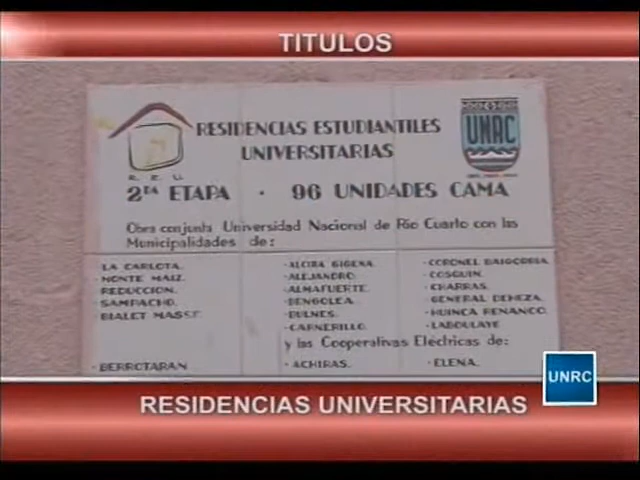 TITULOS
RESIDENCIAS ESTUDIANTILES
UNIVERSITARIAS
R. E. U.
UNRC
2DA ETAPA · 96 UNIDADES CAMA
Obra conjunta Universidad Nacional de Río Cuarto con las
Municipalidades de:
LA CARLOTA.
MONTE MAIZ.
REDUCCION.
SAMPACHO.
BIALET MASSE
· ALCIRA GIGENA.
· ALEJANDRO.
· ALMAFUERTE.
· BENGOLEA.
· BULNES.
· CARNERILLO.
· CORONEL BAIGORRIA.
· COSQUIN.
· CHARRAS.
· GENERAL DEHEZA.
· HUINCA RENANCO.
· LABOULAYE
y las Cooperativas Eléctricas de:
· BERROTARAN
· ACHIRAS.
· ELENA.
UNRC
RESIDENCIAS UNIVERSITARIAS